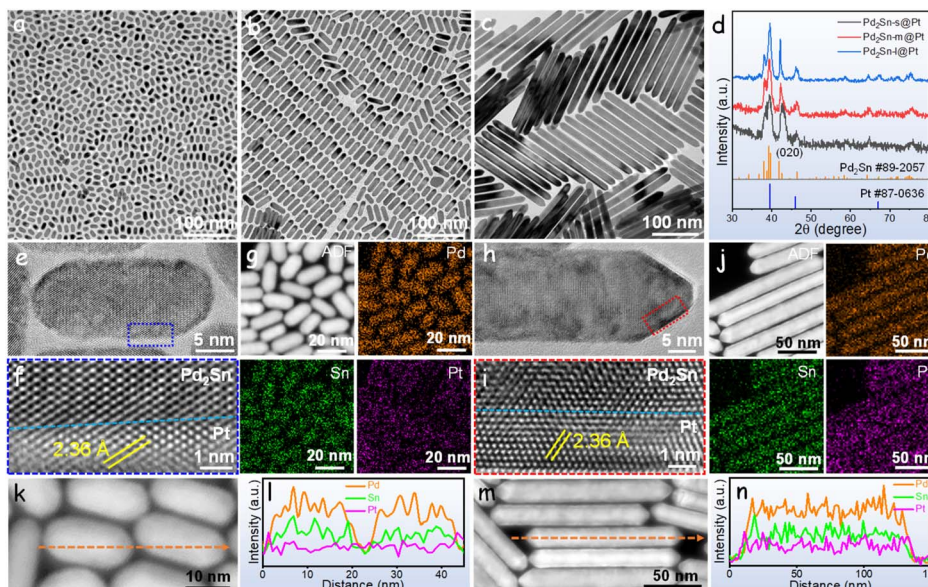 a
100 nm
b
100 nm
c
100 nm
d
Intensity (a.u.)
Pd₂Sn-s@Pt
Pd₂Sn-m@Pt
Pd₂Sn-l@Pt
(020)
Pd₂Sn #89-2057
Pt #87-0636
30 40 50 60 70 80
2θ (degree)
e
5 nm
g
ADF
20 nm
Pd
20 nm
h
5 nm
j
50 nm
50 nm
f
Pd₂Sn
Pt
2.36 Å
1 nm
Sn
20 nm
Pt
20 nm
i
Pd₂Sn
Pt
2.36 Å
1 nm
Sn
50 nm
50 nm
k
10 nm
l
Intensity (a.u.)
Pd
Sn
Pt
0 10 20 30 40
Distance (nm)
m
50 nm
n
Intensity (a.u.)
Pd
Sn
Pt
0 50 100
Distance (nm)